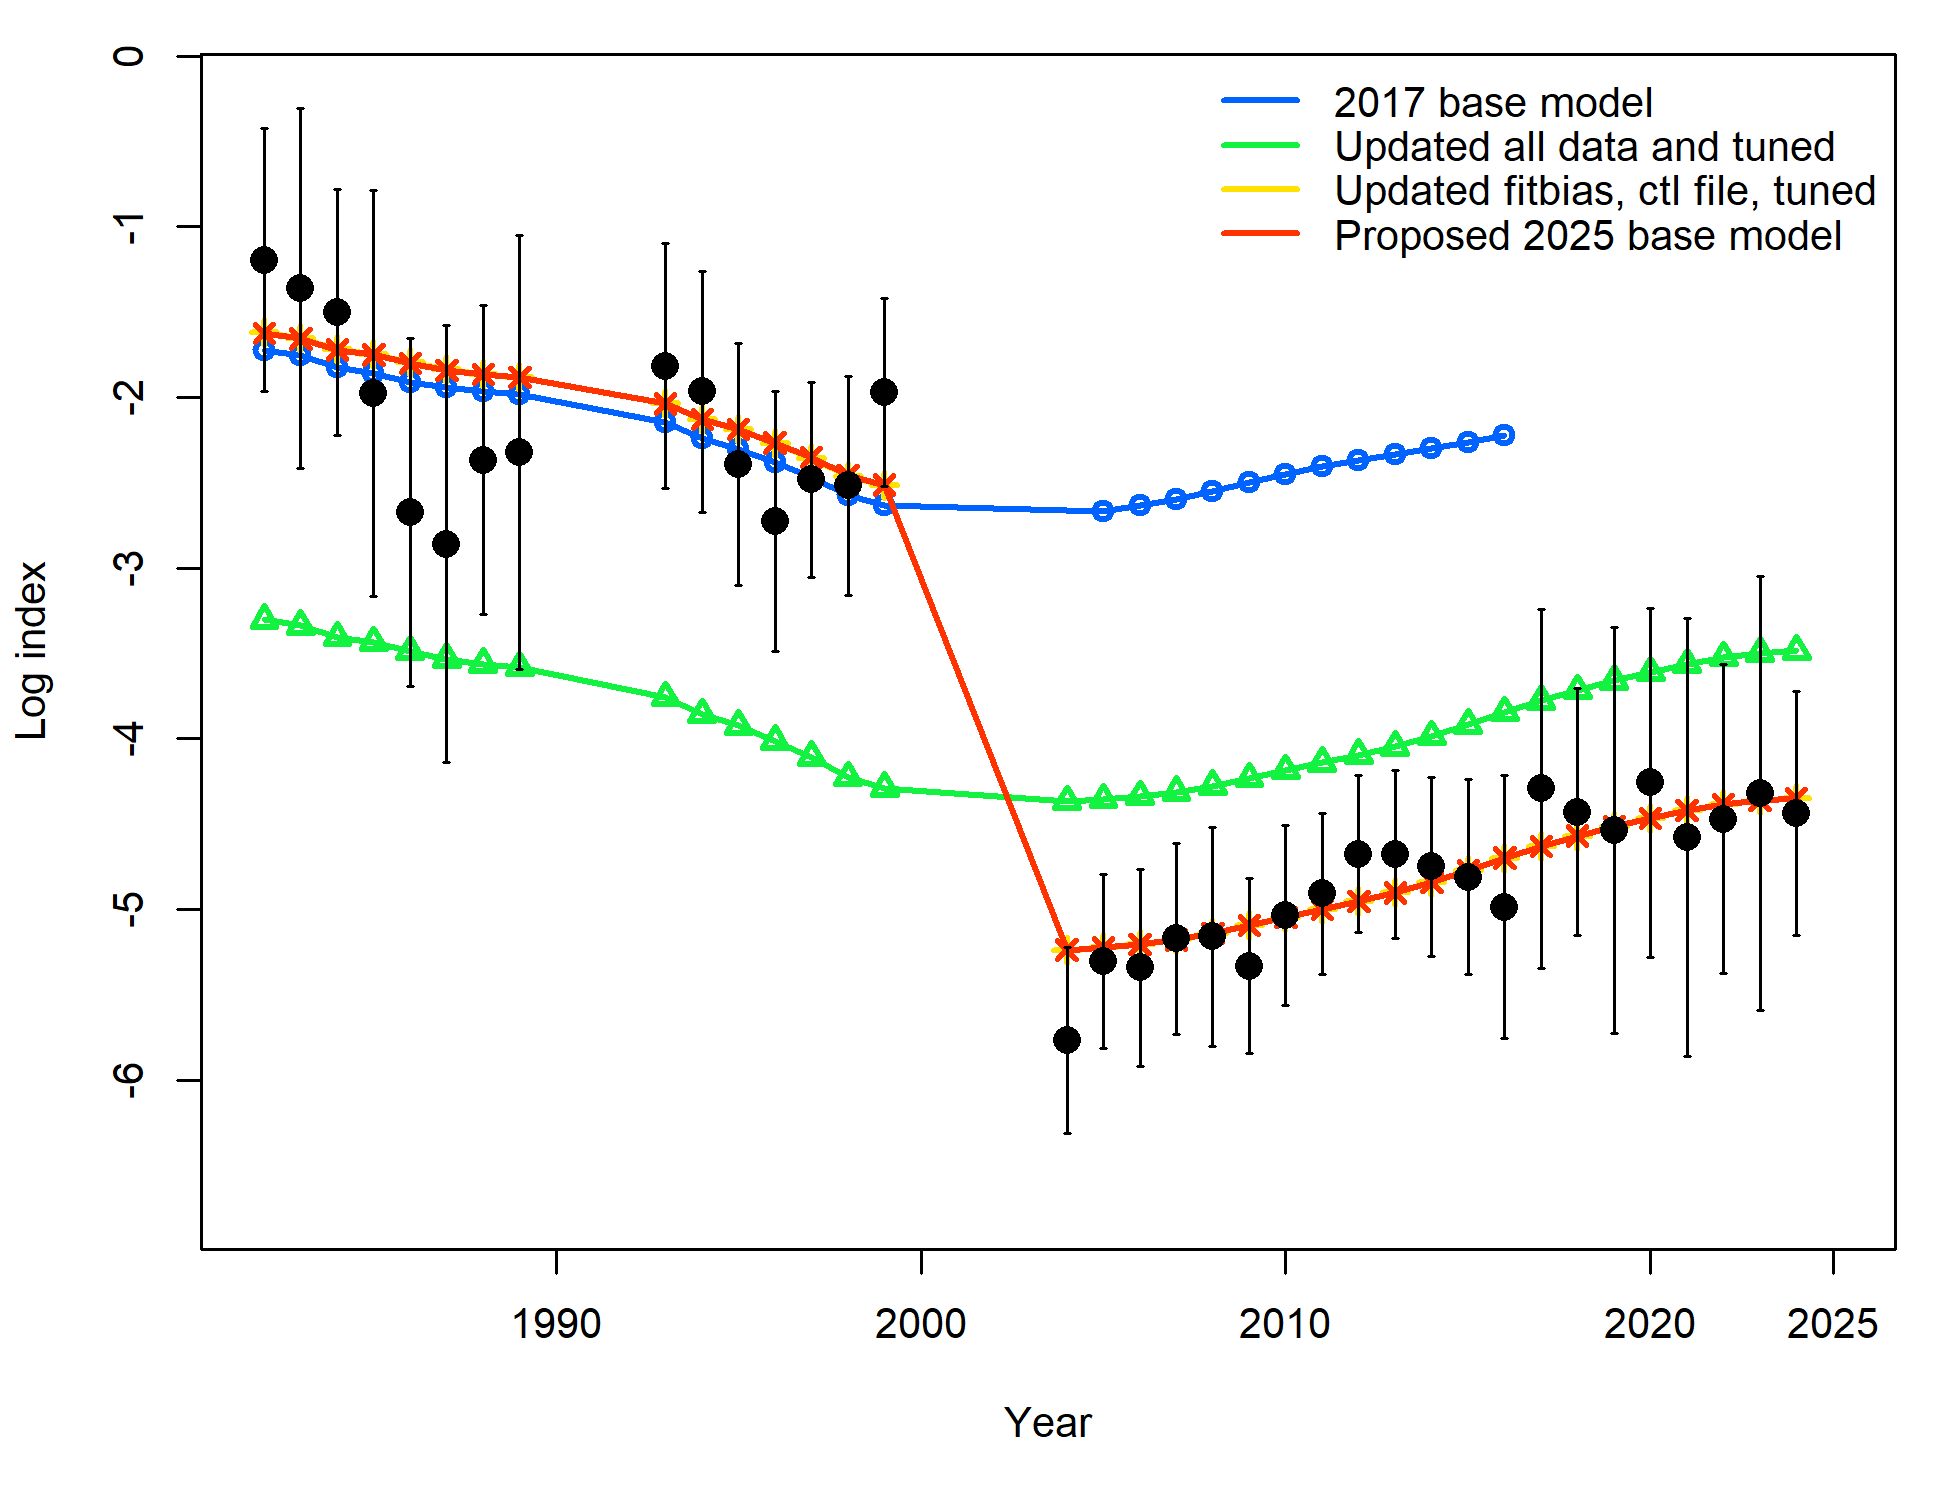 2017 base model
Updated all data and tuned
Updated fitbias, ctl file, tuned
Proposed 2025 base model
0
-1
-2
-3
-4
-5
-6
Log index
1990
2000
2010
2020
2025
Year